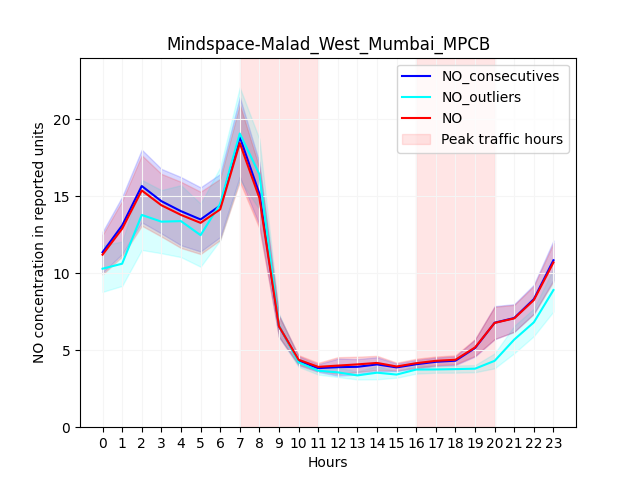 Mindspace-Malad_West_Mumbai_MPCB
NO_consecutives
NO_outliers
NO
Peak traffic hours
NO concentration in reported units
20
15
10
5
0
0 1 2 3 4 5 6 7 8 9 10 11 12 13 14 15 16 17 18 19 20 21 22 23
Hours